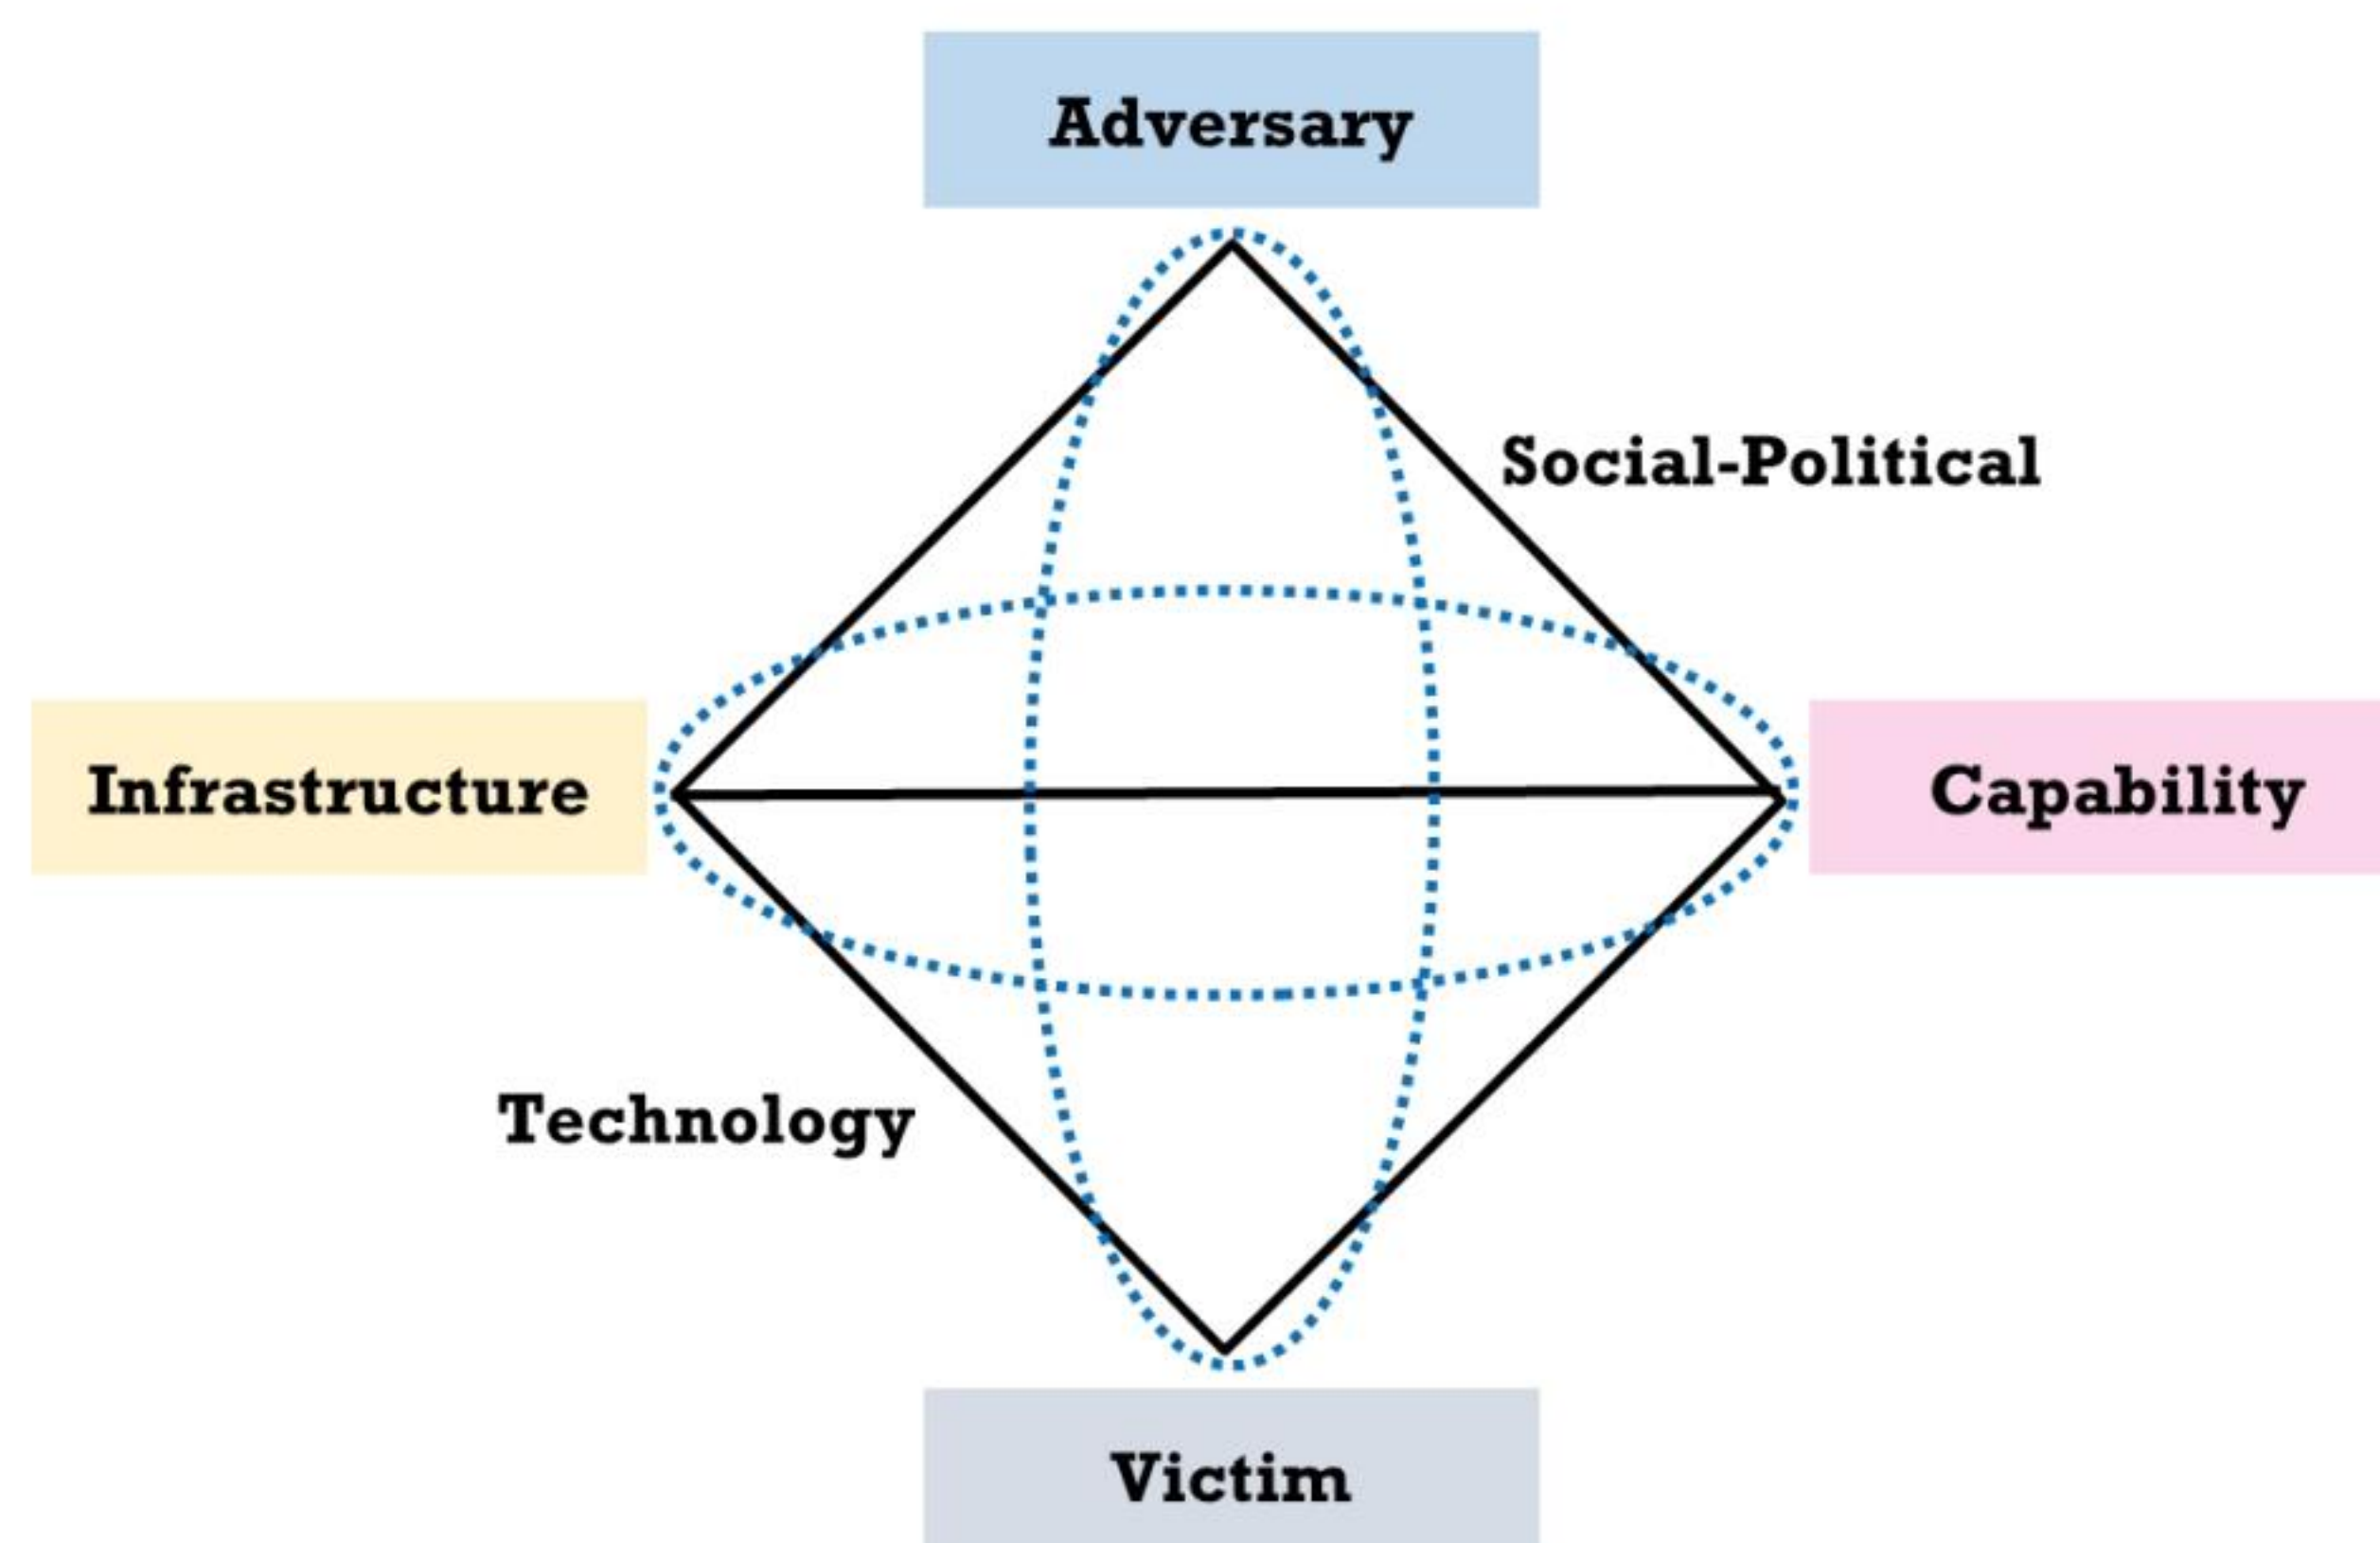 Adversary
Social-Political
Infrastructure
Capability
Technology
Victim